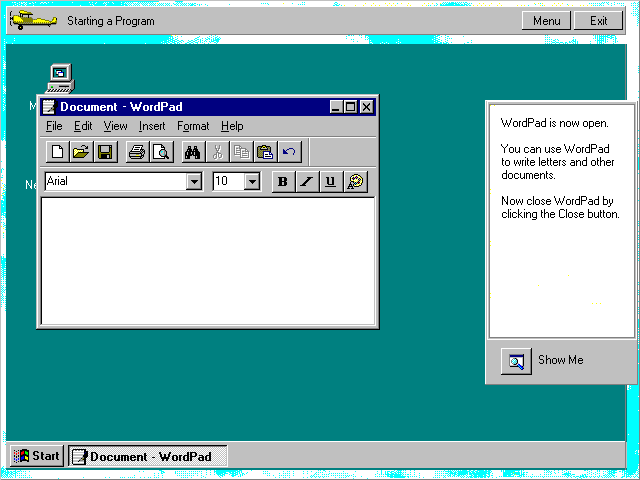 Starting a Program
Menu
Exit
Document - WordPad
File Edit View Insert Format Help
Arial
10
B I U
WordPad is now open.
You can use WordPad
to write letters and other
documents.
Now close WordPad by
clicking the Close button.
Show Me
Start
Document - WordPad